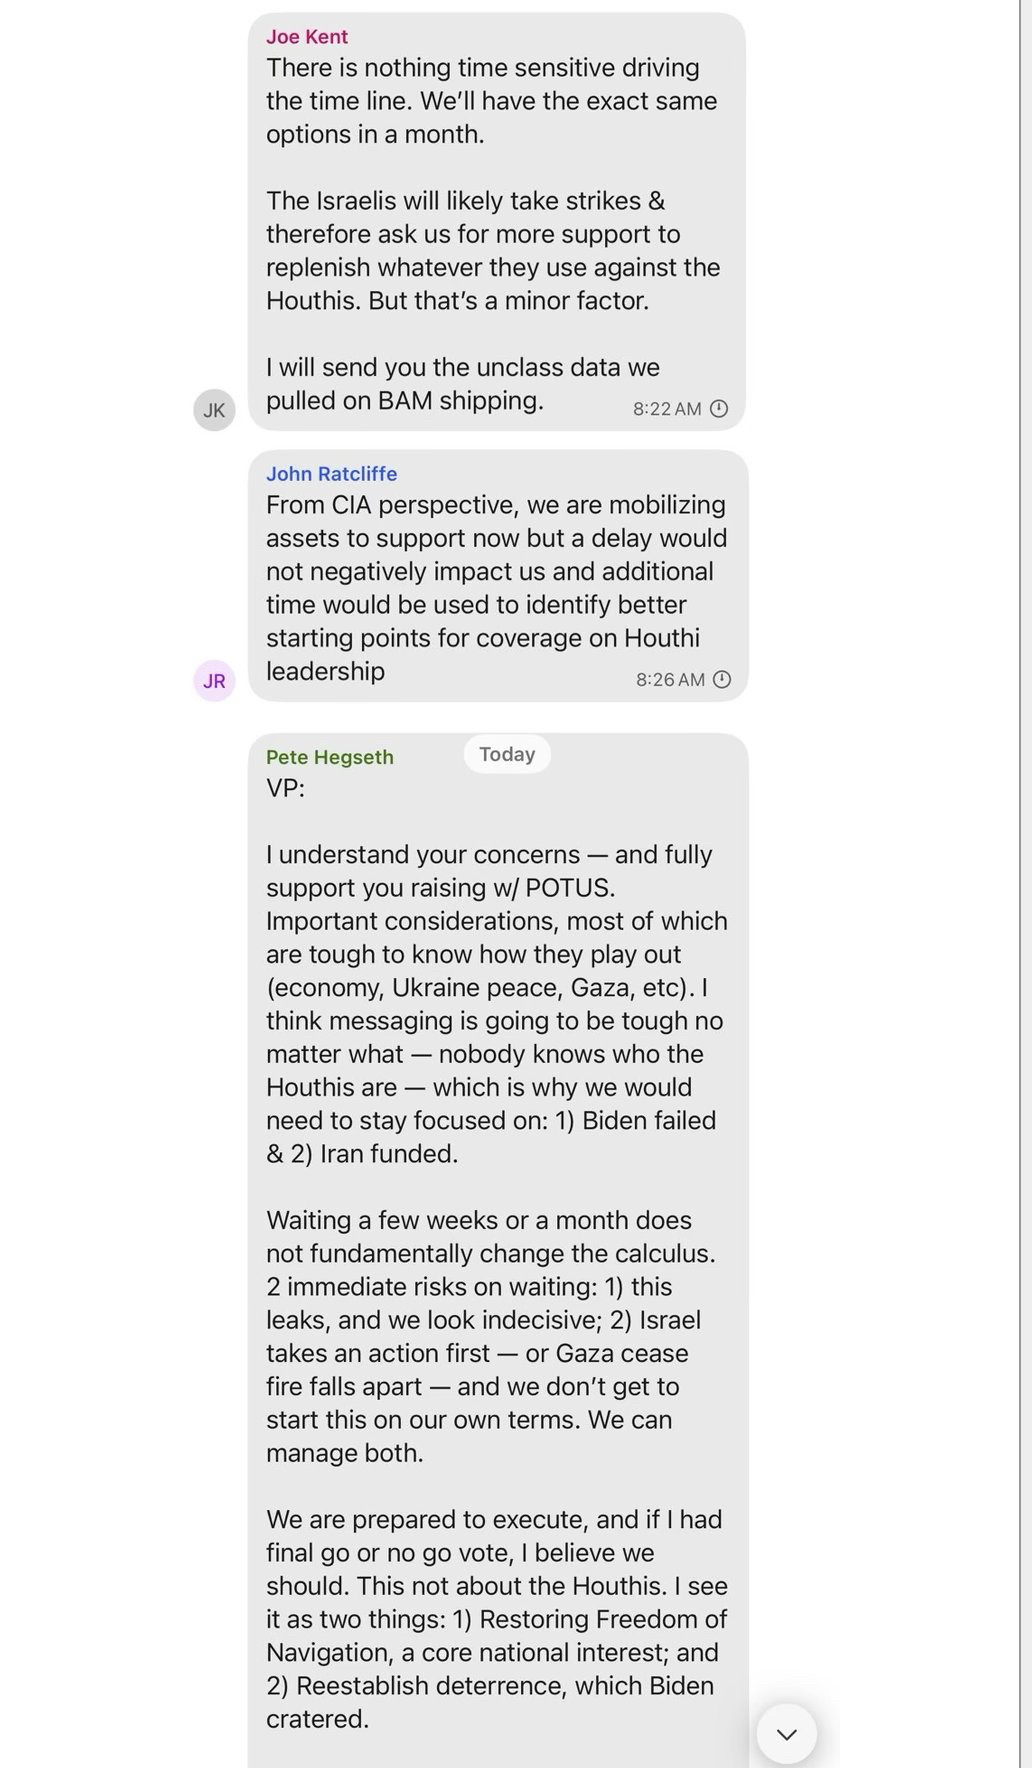 Joe Kent
There is nothing time sensitive driving
the time line. We'll have the exact same
options in a month.
The Israelis will likely take strikes &
therefore ask us for more support to
replenish whatever they use against the
Houthis. But that's a minor factor.
I will send you the unclass data we
pulled on BAM shipping.
8:22 AM
JK
John Ratcliffe
From CIA perspective, we are mobilizing
assets to support now but a delay would
not negatively impact us and additional
time would be used to identify better
starting points for coverage on Houthi
leadership
8:26 AM
JR
Today
Pete Hegseth
VP:
I understand your concerns — and fully
support you raising w/ POTUS.
Important considerations, most of which
are tough to know how they play out
(economy, Ukraine peace, Gaza, etc). I
think messaging is going to be tough no
matter what — nobody knows who the
Houthis are — which is why we would
need to stay focused on: 1) Biden failed
& 2) Iran funded.
Waiting a few weeks or a month does
not fundamentally change the calculus.
2 immediate risks on waiting: 1) this
leaks, and we look indecisive; 2) Israel
takes an action first — or Gaza cease
fire falls apart — and we don't get to
start this on our own terms. We can
manage both.
We are prepared to execute, and if I had
final go or no go vote, I believe we
should. This not about the Houthis. I see
it as two things: 1) Restoring Freedom of
Navigation, a core national interest; and
2) Reestablish deterrence, which Biden
cratered.